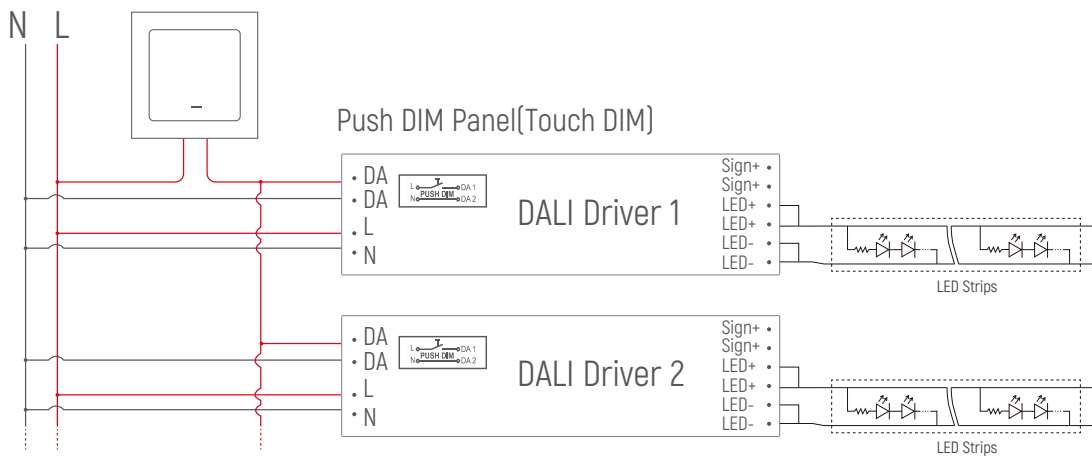 N L
Push DIM Panel(Touch DIM)
DA
DA
L
N
L DA 1
PUSH DIM
N DA 2
DALI Driver 1
Sign+
Sign+
LED+
LED+
LED-
LED-
LED Strips
DA
DA
L
N
L DA 1
PUSH DIM
N DA 2
DALI Driver 2
Sign+
Sign+
LED+
LED+
LED-
LED-
LED Strips